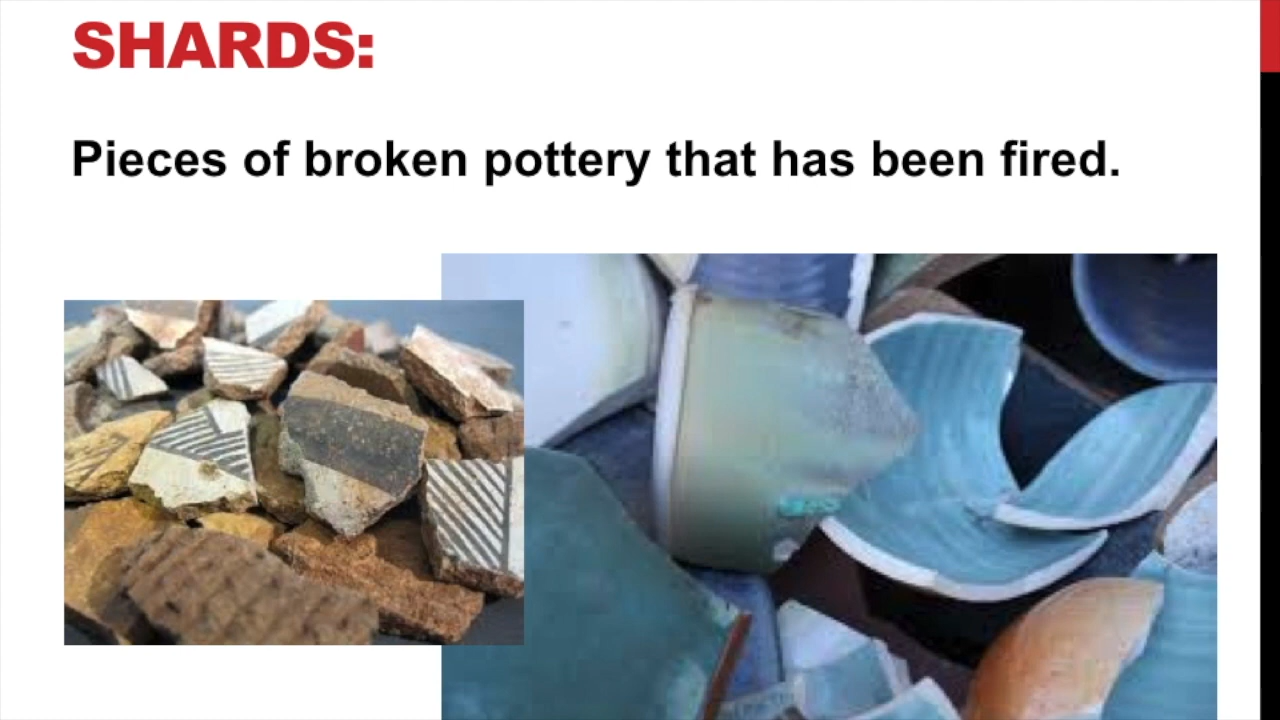 SHARDS:
Pieces of broken pottery that has been fired.